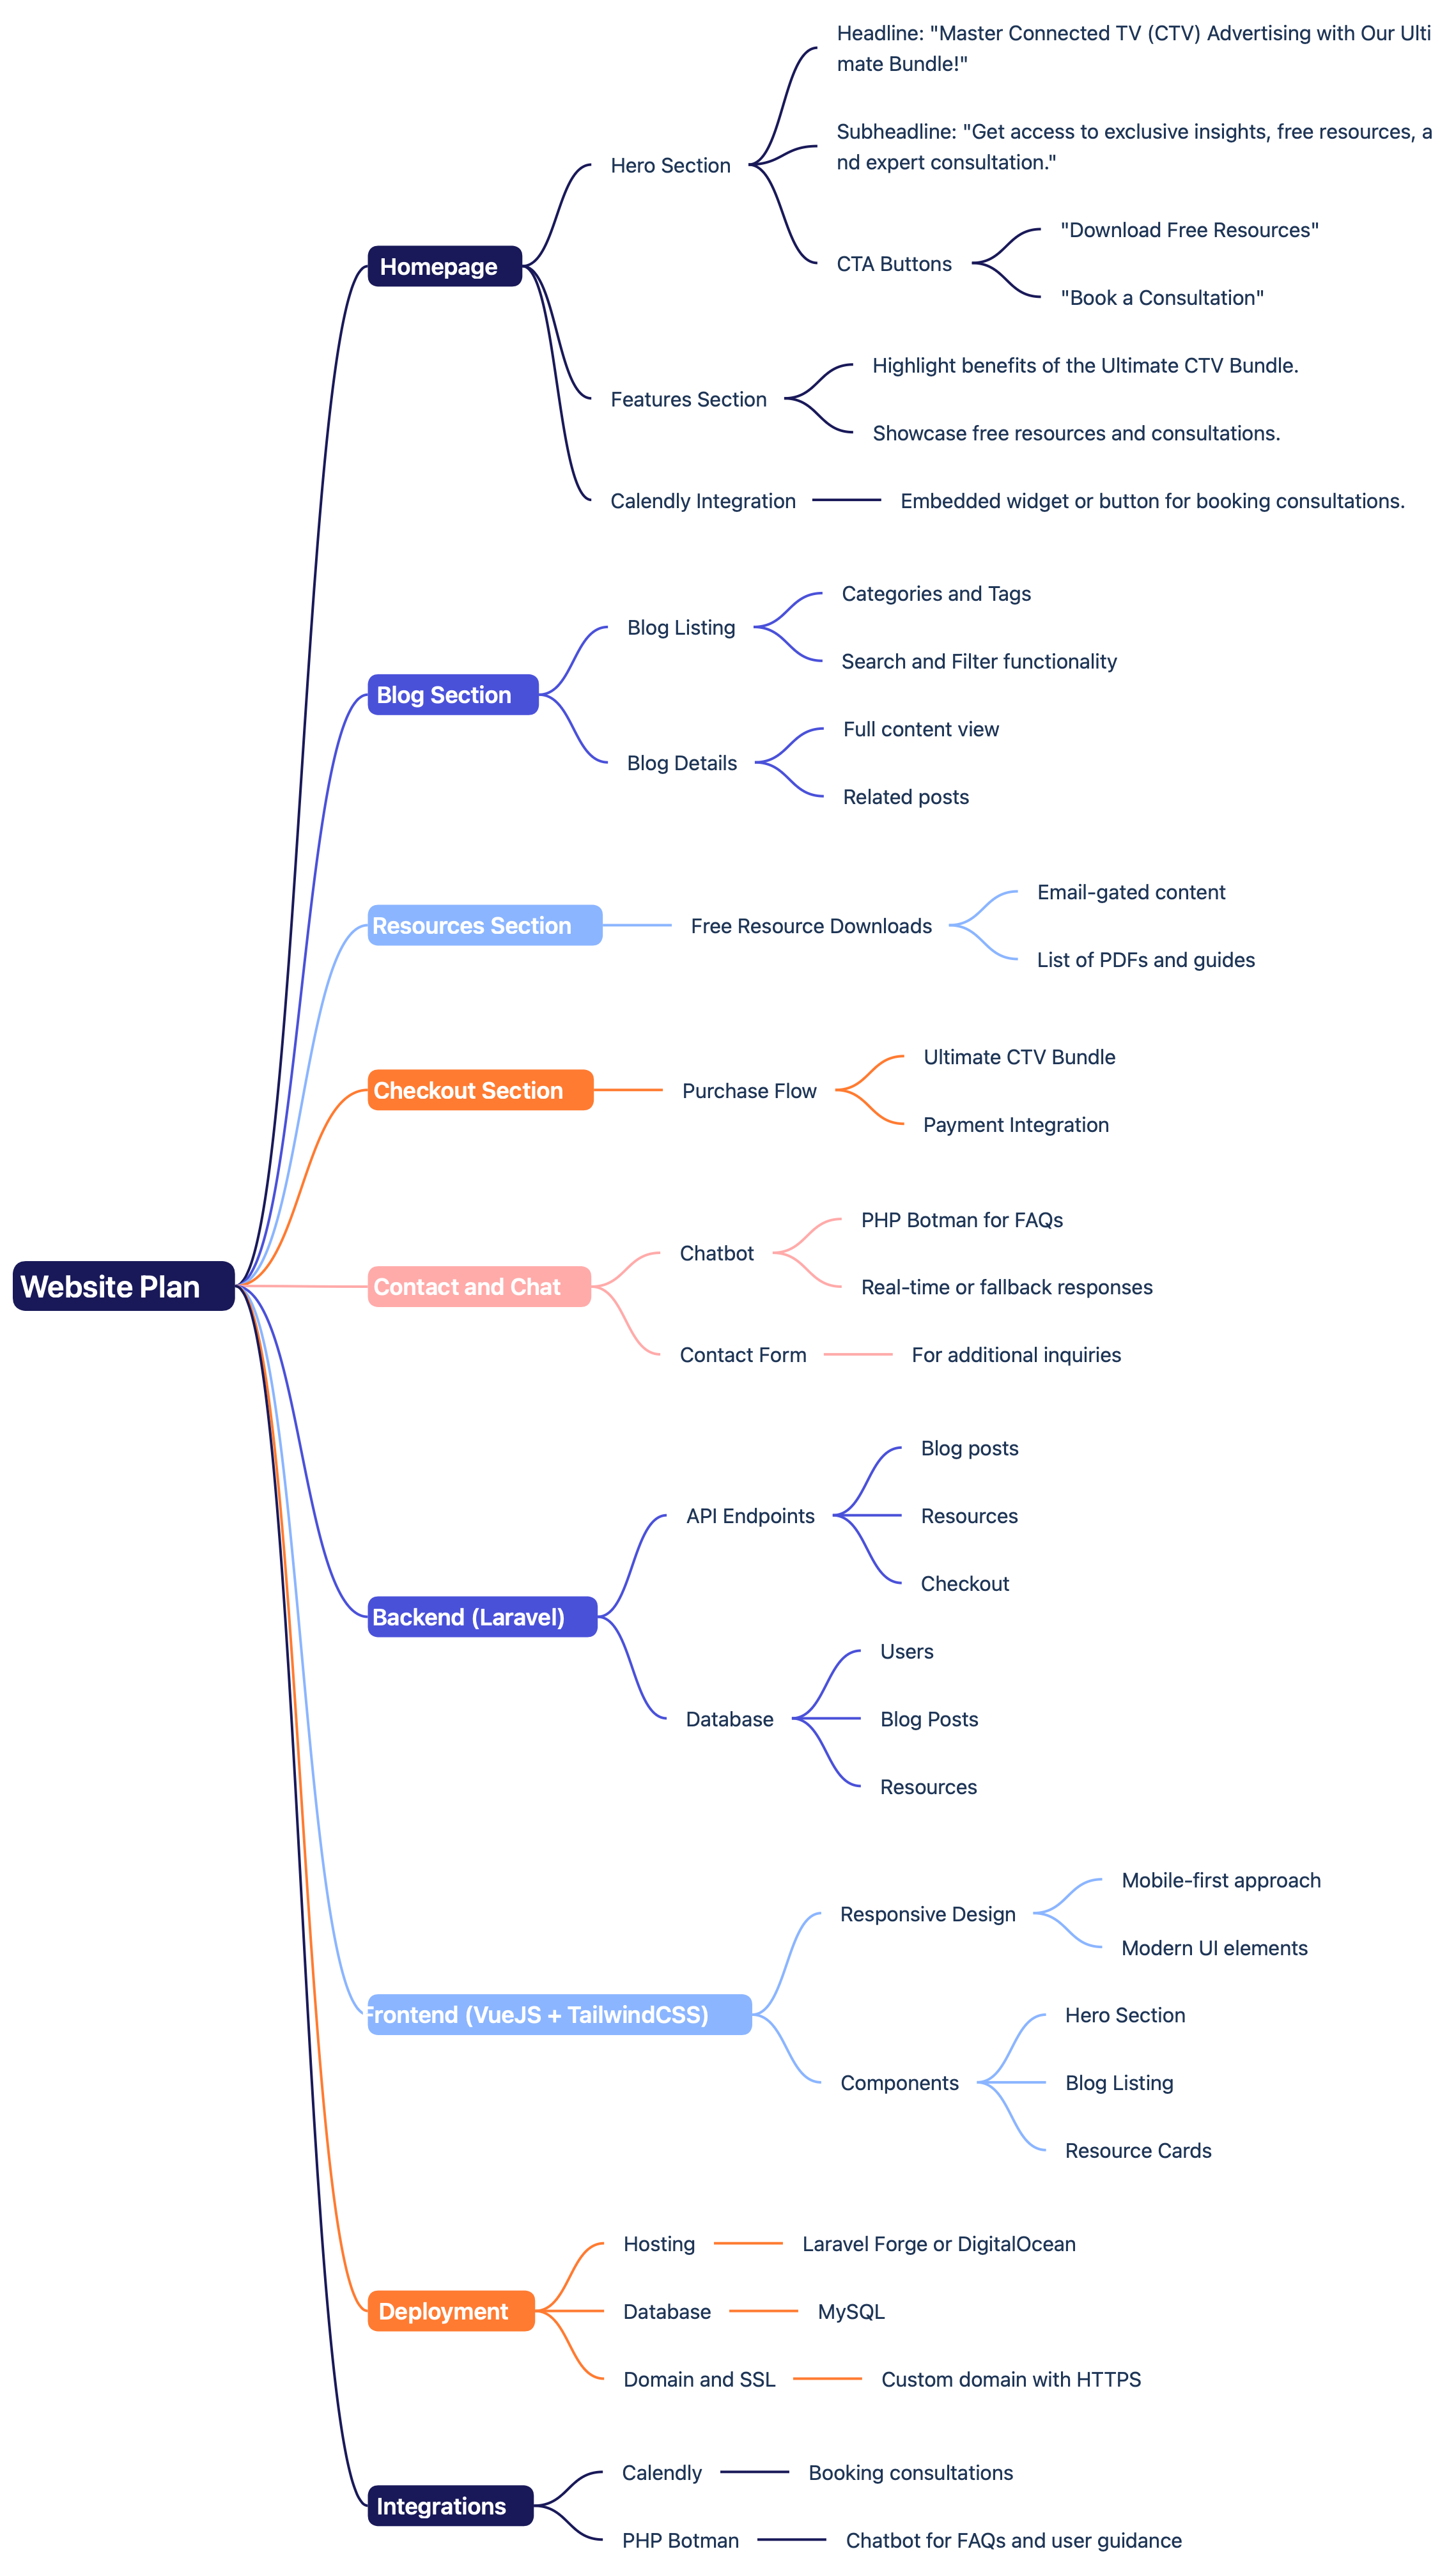 Website Plan
Homepage
Hero Section
Headline: "Master Connected TV (CTV) Advertising with Our Ulti
mate Bundle!"
Subheadline: "Get access to exclusive insights, free resources, a
nd expert consultation."
CTA Buttons
"Download Free Resources"
"Book a Consultation"
Features Section
Highlight benefits of the Ultimate CTV Bundle.
Showcase free resources and consultations.
Calendly Integration
Embedded widget or button for booking consultations.
Blog Section
Blog Listing
Categories and Tags
Search and Filter functionality
Blog Details
Full content view
Related posts
Resources Section
Free Resource Downloads
Email-gated content
List of PDFs and guides
Checkout Section
Purchase Flow
Ultimate CTV Bundle
Payment Integration
Contact and Chat
Chatbot
PHP Botman for FAQs
Real-time or fallback responses
Contact Form
For additional inquiries
Backend (Laravel)
API Endpoints
Blog posts
Resources
Checkout
Database
Users
Blog Posts
Resources
Frontend (VueJS + TailwindCSS)
Responsive Design
Mobile-first approach
Modern UI elements
Components
Hero Section
Blog Listing
Resource Cards
Deployment
Hosting
Laravel Forge or DigitalOcean
Database
MySQL
Domain and SSL
Custom domain with HTTPS
Integrations
Calendly
Booking consultations
PHP Botman
Chatbot for FAQs and user guidance